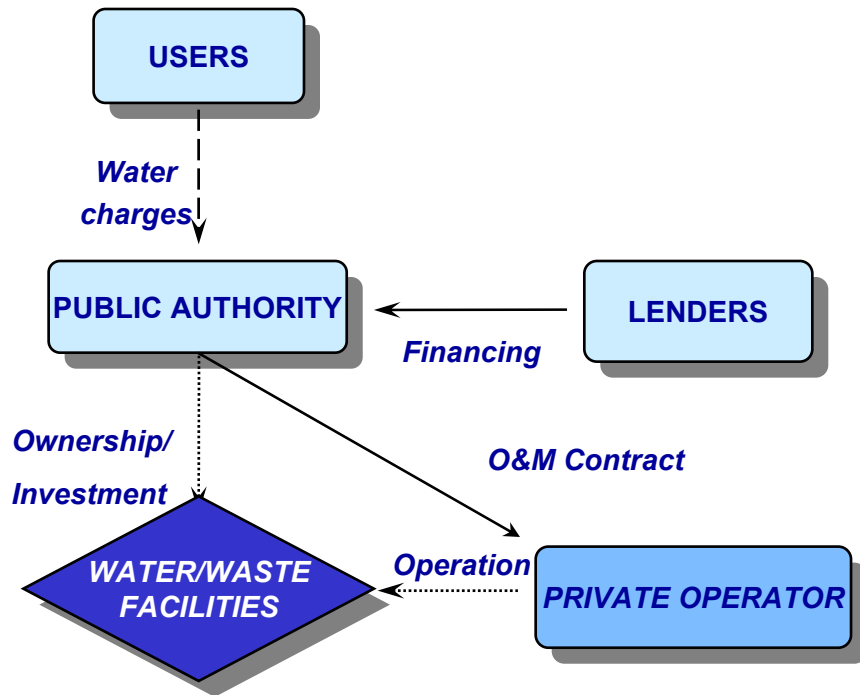 USERS
Water
charges
PUBLIC AUTHORITY
LENDERS
Financing
Ownership/
Investment
O&M Contract
WATER/WASTE
FACILITIES
Operation
PRIVATE OPERATOR